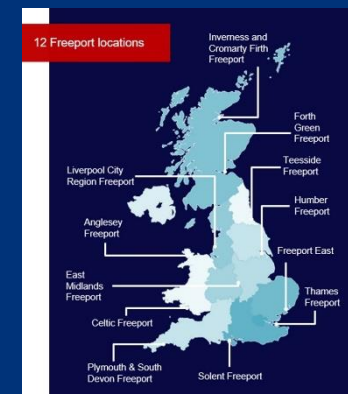 12 Freeport locations
Inverness and
Cromarty Firth
Freeport
Forth
Green
Freeport
Teesside
Freeport
Liverpool City
Region Freeport
Humber
Freeport
Anglesey
Freeport
Freeport East
East
Midlands
Freeport
Thames
Freeport
Celtic Freeport
Plymouth & South
Devon Freeport
Solent Freeport